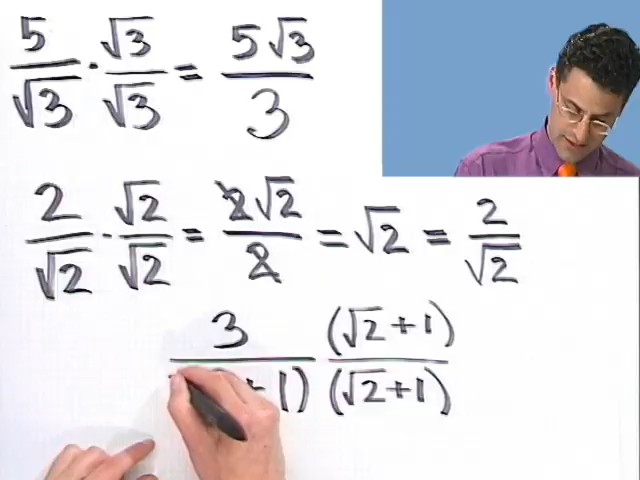 5/√3 · √3/√3 = 5√3/3
2/√2 · √2/√2 = 2√2/2 = √2 = 2/√2
3/( + 1) (√2+1)/(√2+1)